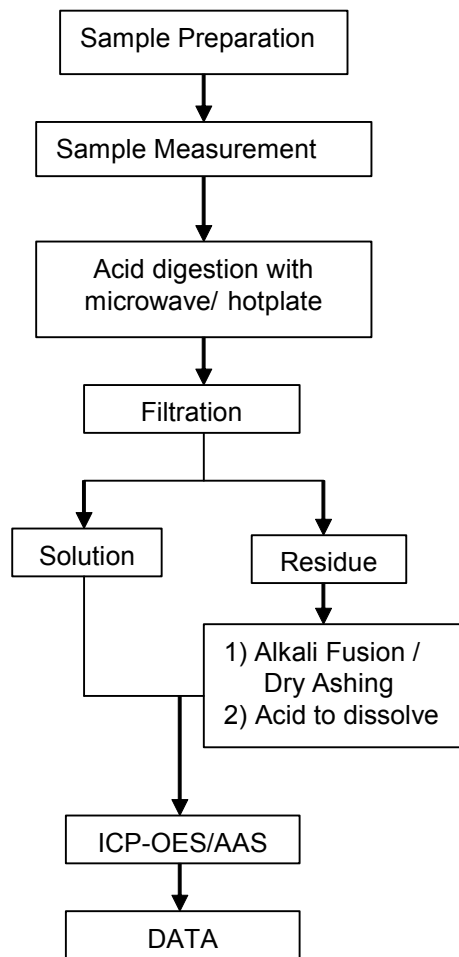 Sample Preparation
Sample Measurement
Acid digestion with
microwave/ hotplate
Filtration
Solution
Residue
1) Alkali Fusion /
Dry Ashing
2) Acid to dissolve
ICP-OES/AAS
DATA